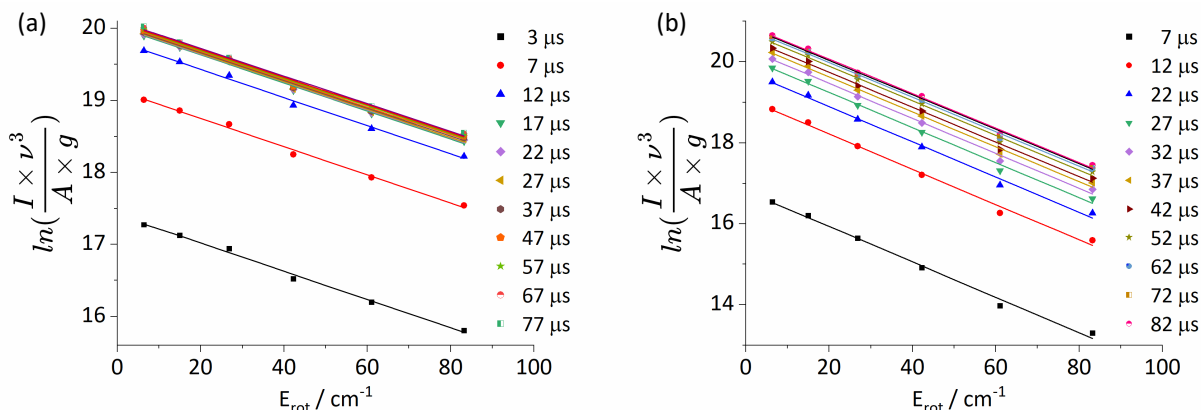 (a)
20
19
18
17
16
0 20 40 60 80 100
E_rot / cm^-1
ln(I × ν^3 / A × g)
3 µs
7 µs
12 µs
17 µs
22 µs
27 µs
37 µs
47 µs
57 µs
67 µs
77 µs
(b)
20
18
16
14
0 20 40 60 80 100
E_rot / cm^-1
ln(I × ν^3 / A × g)
7 µs
12 µs
22 µs
27 µs
32 µs
37 µs
42 µs
52 µs
62 µs
72 µs
82 µs